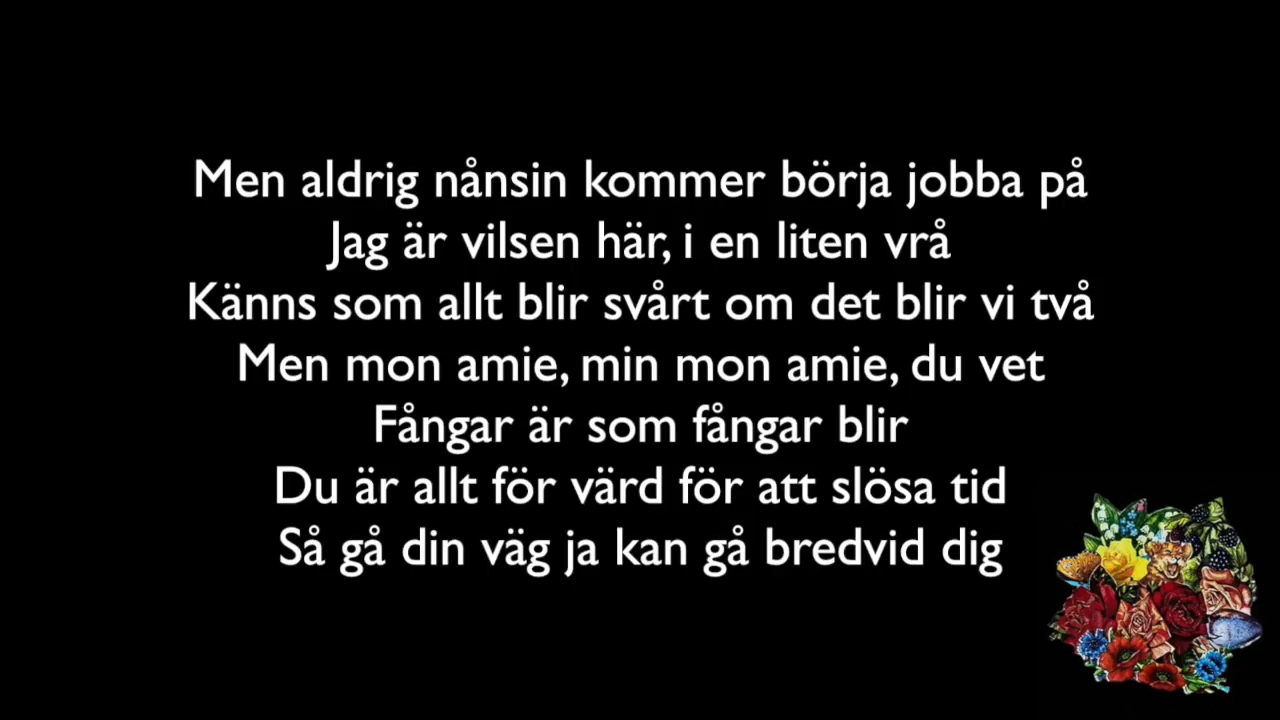 Men aldrig nånsin kommer börja jobba på
Jag är vilsen här, i en liten vrå
Känns som allt blir svårt om det blir vi två
Men mon amie, min mon amie, du vet
Fångar är som fångar blir
Du är allt för värd för att slösa tid
Så gå din väg ja kan gå bredvid dig